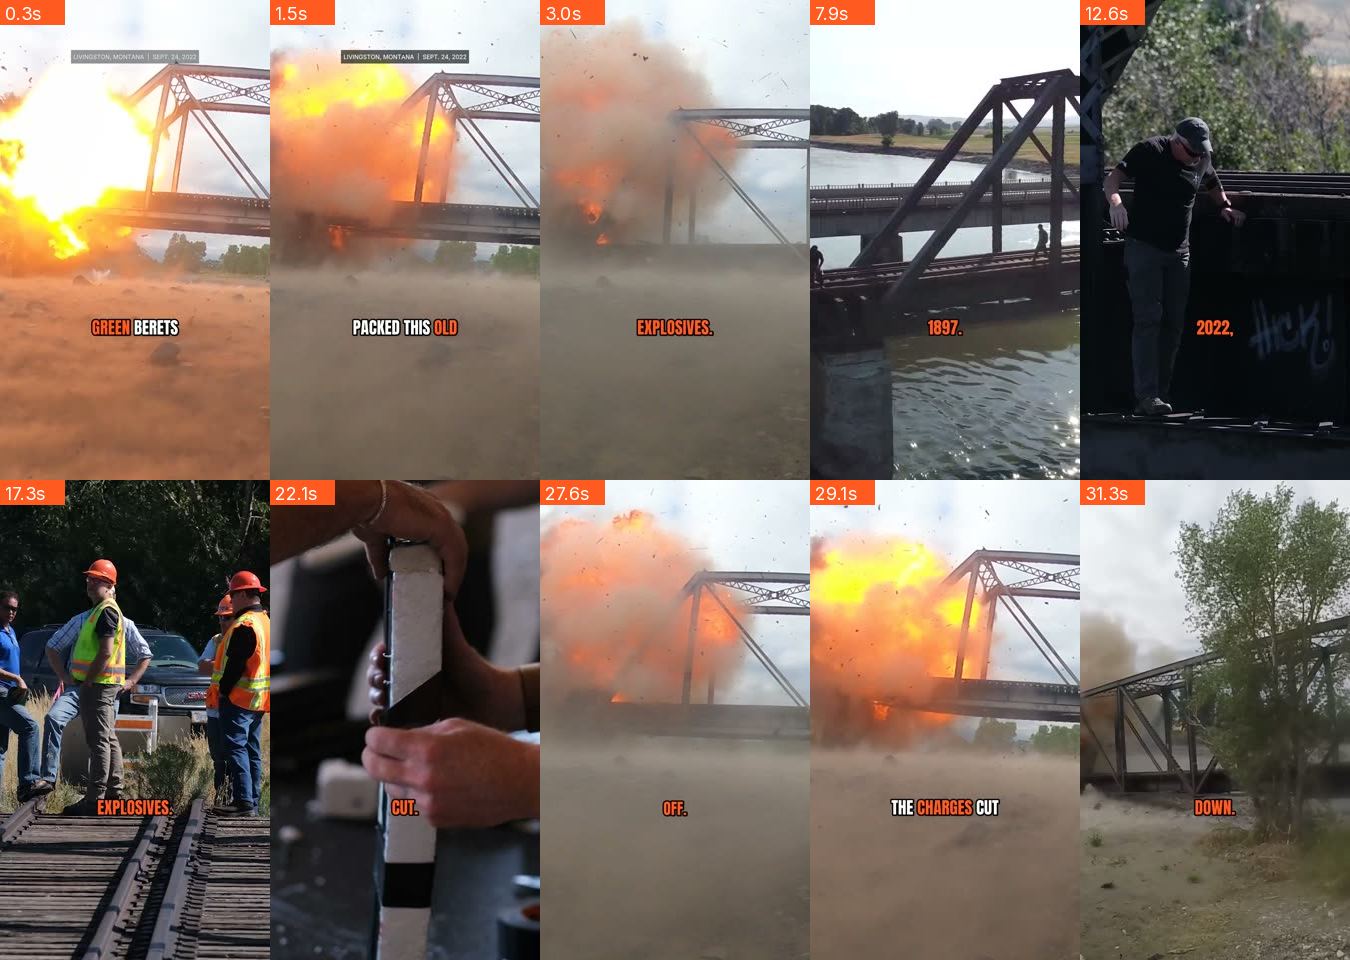 0.3s
1.5s
3.0s
7.9s
12.6s
LIVINGSTON, MONTANA | SEPT. 24, 2022
LIVINGSTON, MONTANA | SEPT. 24, 2022
GREEN BERETS
PACKED THIS OLD
EXPLOSIVES.
1897.
2022,
HICK!
17.3s
22.1s
27.6s
29.1s
31.3s
EXPLOSIVES.
CUT.
OFF.
THE CHARGES CUT
DOWN.